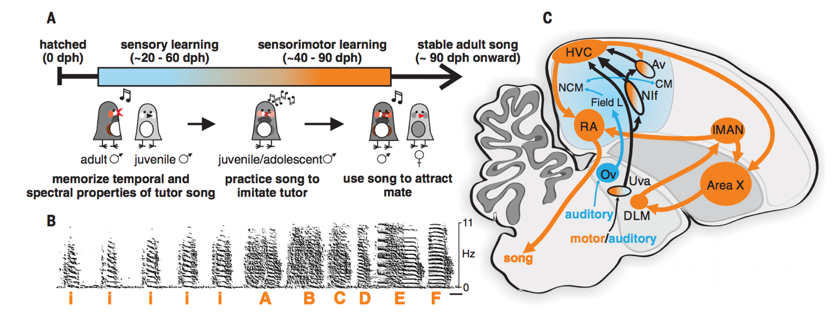 A
hatched
(0 dph)
sensory learning
(~20 - 60 dph)
sensorimotor learning
(~40 - 90 dph)
stable adult song
(~ 90 dph onward)
adult♂ juvenile ♂
juvenile/adolescent♂
♂ ♀
memorize temporal and
spectral properties of tutor song
practice song to
imitate tutor
use song to attract
mate
B
11
Hz
0
i i i i i A B C D E F
C
HVC
Av
NCM
CM
Field L
NIf
RA
lMAN
Ov
Uva
Area X
DLM
auditory
motor/auditory
song